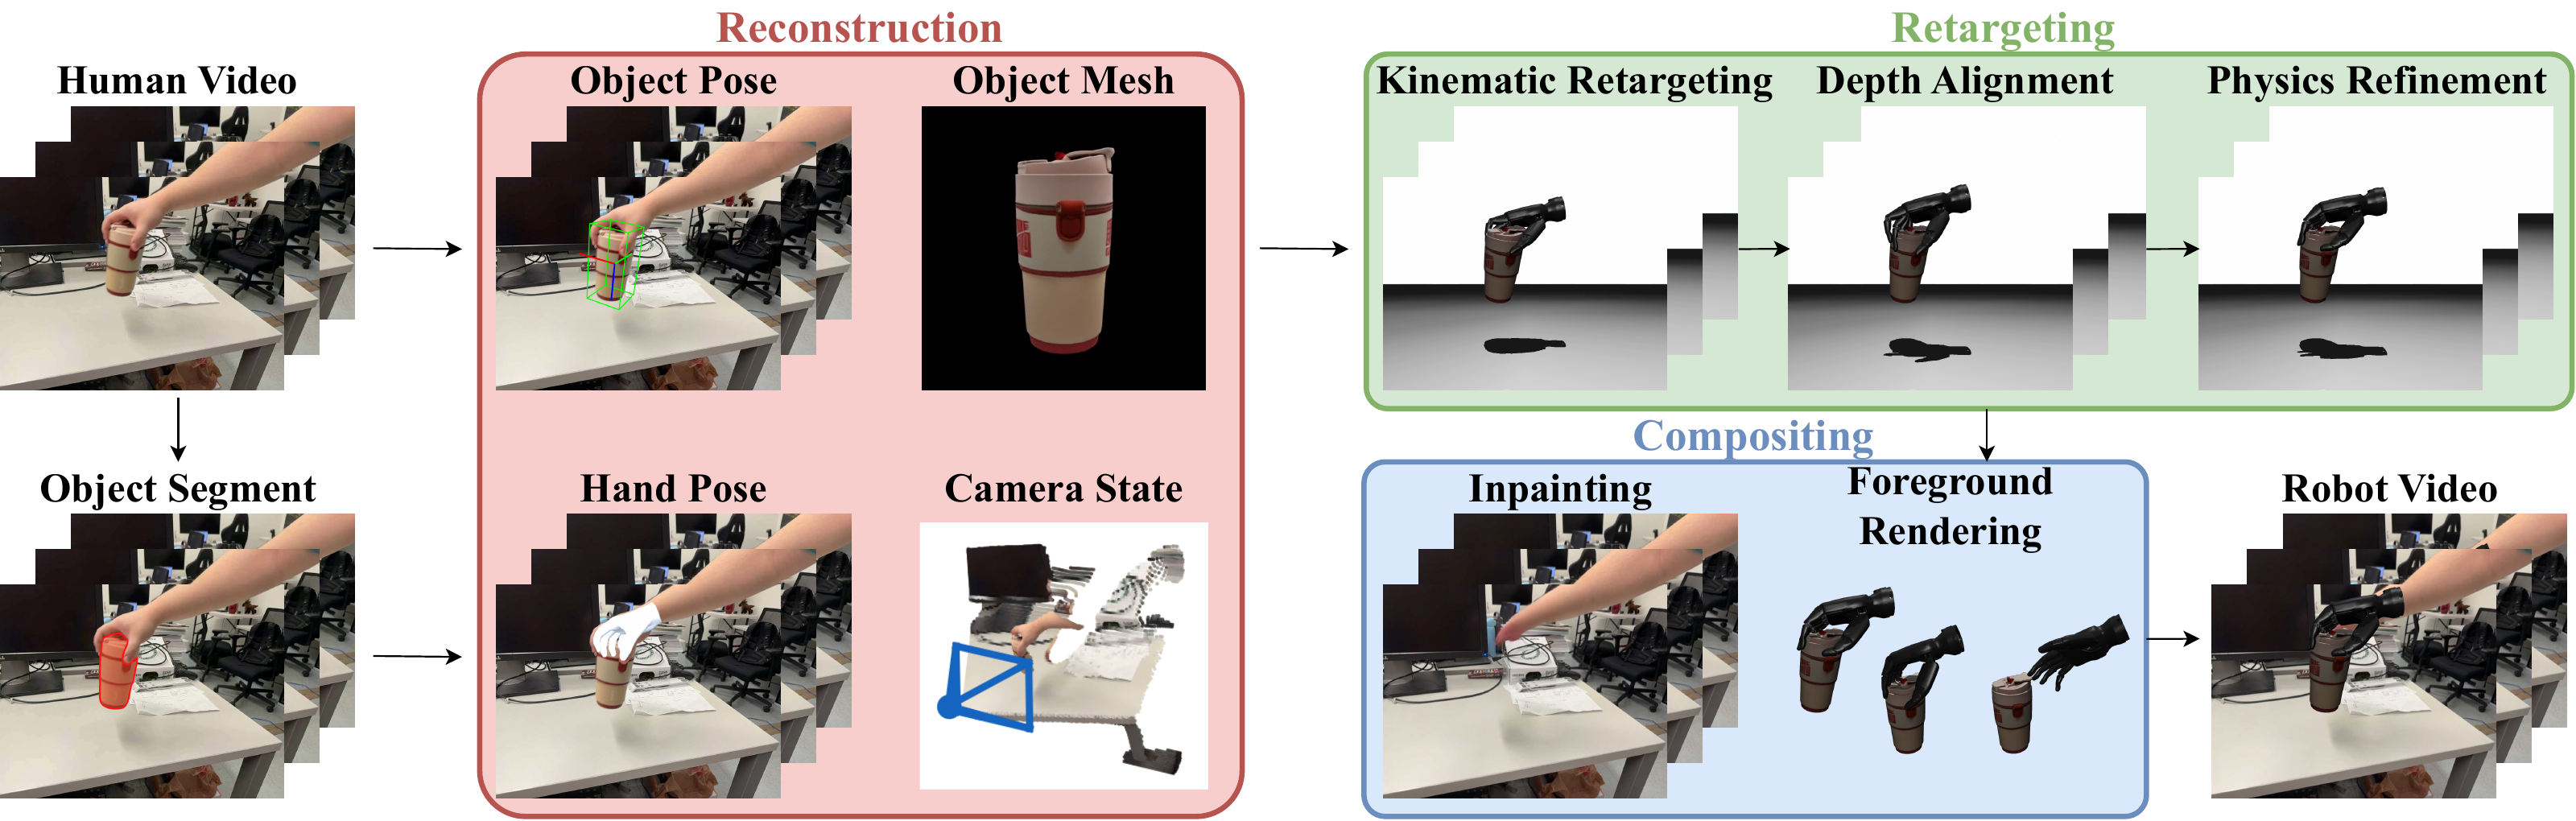 Reconstruction
Retargeting
Human Video
Object Pose
Object Mesh
Kinematic Retargeting
Depth Alignment
Physics Refinement
Compositing
Object Segment
Hand Pose
Camera State
Inpainting
Foreground
Rendering
Robot Video